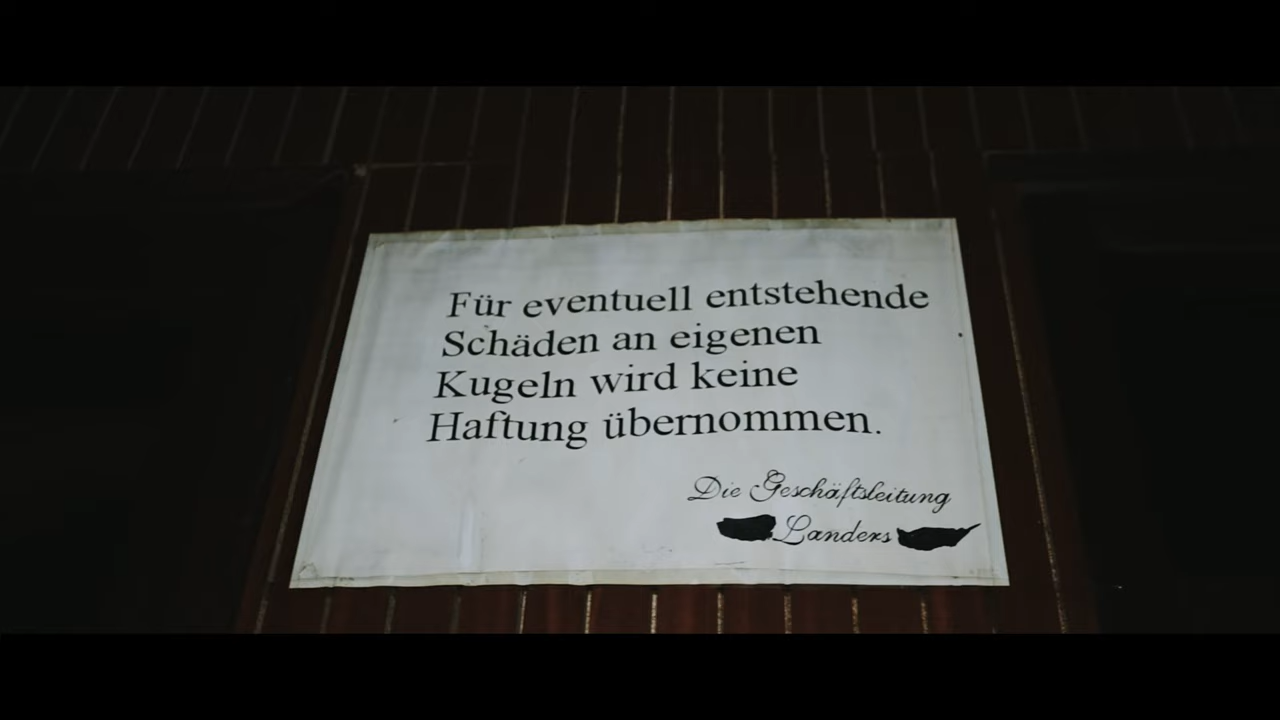 Für eventuell entstehende
Schäden an eigenen
Kugeln wird keine
Haftung übernommen.
Die Geschäftsleitung
Landers